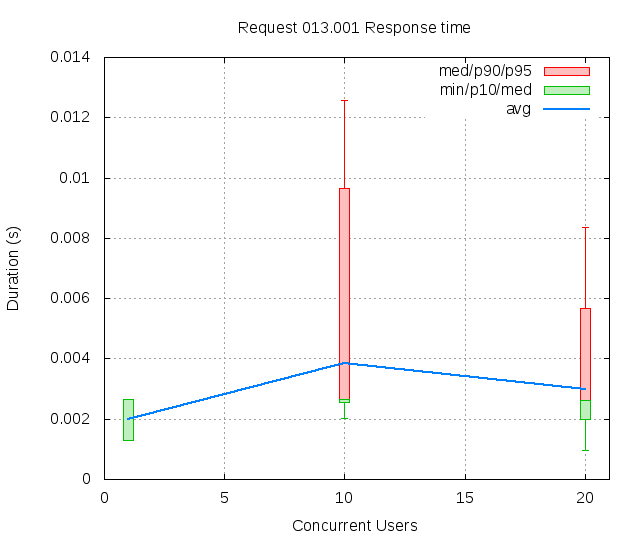 Request 013.001 Response time
0.014
0.012
0.01
0.008
0.006
0.004
0.002
0
Duration (s)
med/p90/p95
min/p10/med
avg
0 5 10 15 20
Concurrent Users